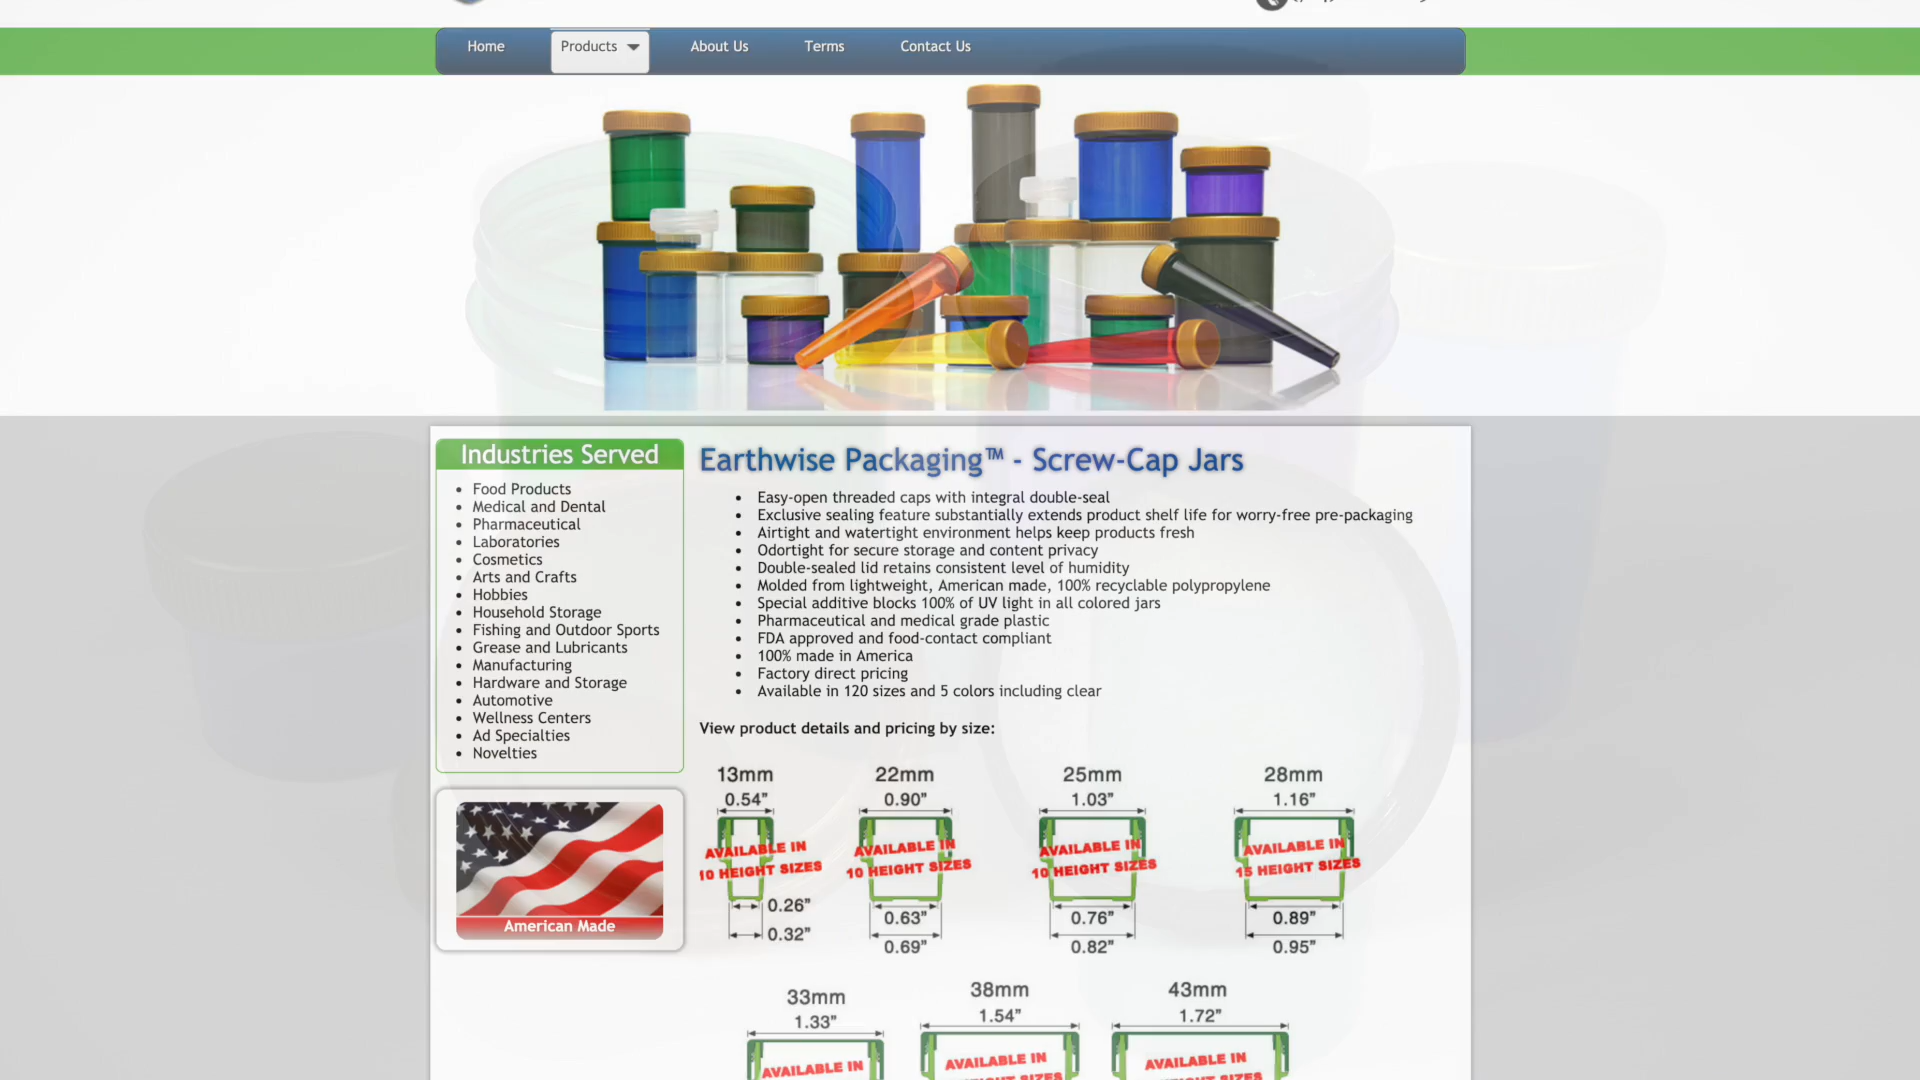 Home Products About Us Terms Contact Us
Industries Served
Food Products
Medical and Dental
Pharmaceutical
Laboratories
Cosmetics
Arts and Crafts
Hobbies
Household Storage
Fishing and Outdoor Sports
Grease and Lubricants
Manufacturing
Hardware and Storage
Automotive
Wellness Centers
Ad Specialties
Novelties
American Made
Earthwise Packaging™ - Screw-Cap Jars
Easy-open threaded caps with integral double-seal
Exclusive sealing feature substantially extends product shelf life for worry-free pre-packaging
Airtight and watertight environment helps keep products fresh
Odortight for secure storage and content privacy
Double-sealed lid retains consistent level of humidity
Molded from lightweight, American made, 100% recyclable polypropylene
Special additive blocks 100% of UV light in all colored jars
Pharmaceutical and medical grade plastic
FDA approved and food-contact compliant
100% made in America
Factory direct pricing
Available in 120 sizes and 5 colors including clear
View product details and pricing by size:
13mm
0.54”
AVAILABLE IN
10 HEIGHT SIZES
0.26”
0.32”
22mm
0.90”
AVAILABLE IN
10 HEIGHT SIZES
0.63”
0.69”
25mm
1.03”
AVAILABLE IN
10 HEIGHT SIZES
0.76”
0.82”
28mm
1.16”
AVAILABLE IN
15 HEIGHT SIZES
0.89”
0.95”
33mm
1.33”
AVAILABLE IN
38mm
1.54”
AVAILABLE IN
43mm
1.72”
AVAILABLE IN